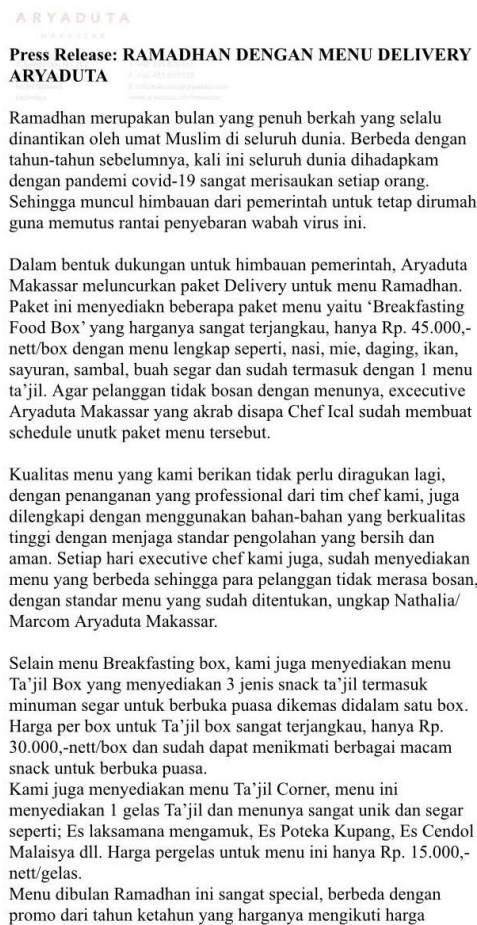 ARYADUTA
MAKASSAR
Press Release: RAMADHAN DENGAN MENU DELIVERY
ARYADUTA
Ramadhan merupakan bulan yang penuh berkah yang selalu
dinantikan oleh umat Muslim di seluruh dunia. Berbeda dengan
tahun-tahun sebelumnya, kali ini seluruh dunia dihadapkam
dengan pandemi covid-19 sangat merisaukan setiap orang.
Sehingga muncul himbauan dari pemerintah untuk tetap dirumah
guna memutus rantai penyebaran wabah virus ini.
Dalam bentuk dukungan untuk himbauan pemerintah, Aryaduta
Makassar meluncurkan paket Delivery untuk menu Ramadhan.
Paket ini menyediakn beberapa paket menu yaitu ‘Breakfasting
Food Box’ yang harganya sangat terjangkau, hanya Rp. 45.000,-
nett/box dengan menu lengkap seperti, nasi, mie, daging, ikan,
sayuran, sambal, buah segar dan sudah termasuk dengan 1 menu
ta’jil. Agar pelanggan tidak bosan dengan menunya, excecutive
Aryaduta Makassar yang akrab disapa Chef Ical sudah membuat
schedule unutk paket menu tersebut.
Kualitas menu yang kami berikan tidak perlu diragukan lagi,
dengan penanganan yang professional dari tim chef kami, juga
dilengkapi dengan menggunakan bahan-bahan yang berkualitas
tinggi dengan menjaga standar pengolahan yang bersih dan
aman. Setiap hari executive chef kami juga, sudah menyediakan
menu yang berbeda sehingga para pelanggan tidak merasa bosan,
dengan standar menu yang sudah ditentukan, ungkap Nathalia/
Marcom Aryaduta Makassar.
Selain menu Breakfasting box, kami juga menyediakan menu
Ta’jil Box yang menyediakan 3 jenis snack ta’jil termasuk
minuman segar untuk berbuka puasa dikemas didalam satu box.
Harga per box untuk Ta’jil box sangat terjangkau, hanya Rp.
30.000,-nett/box dan sudah dapat menikmati berbagai macam
snack untuk berbuka puasa.
Kami juga menyediakan menu Ta’jil Corner, menu ini
menyediakan 1 gelas Ta’jil dan menunya sangat unik dan segar
seperti; Es laksamana mengamuk, Es Poteka Kupang, Es Cendol
Malaisya dll. Harga pergelas untuk menu ini hanya Rp. 15.000,-
nett/gelas.
Menu dibulan Ramadhan ini sangat special, berbeda dengan
promo dari tahun ketahun yang harganya mengikuti harga